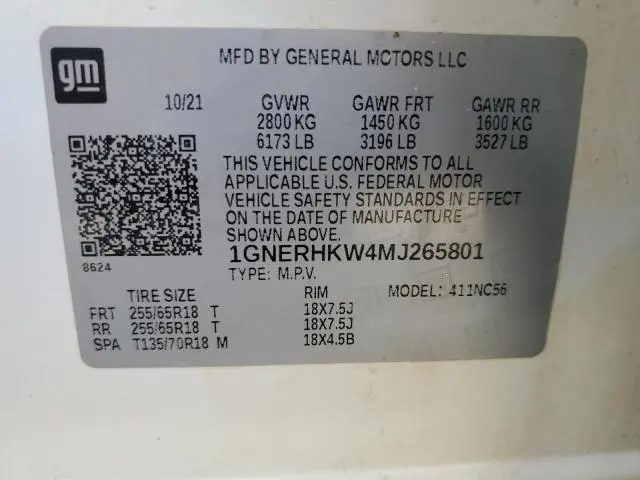 gm
MFD BY GENERAL MOTORS LLC
10/21 GVWR GAWR FRT GAWR RR
2800 KG 1450 KG 1600 KG
6173 LB 3196 LB 3527 LB
THIS VEHICLE CONFORMS TO ALL
APPLICABLE U.S. FEDERAL MOTOR
VEHICLE SAFETY STANDARDS IN EFFECT
ON THE DATE OF MANUFACTURE
SHOWN ABOVE.
1GNERHKW4MJ265801
8624
TYPE: M.P.V.
TIRE SIZE RIM MODEL: 411NC56
FRT 255/65R18 T 18X7.5J
RR 255/65R18 T 18X7.5J
SPA T135/70R18 M 18X4.5B